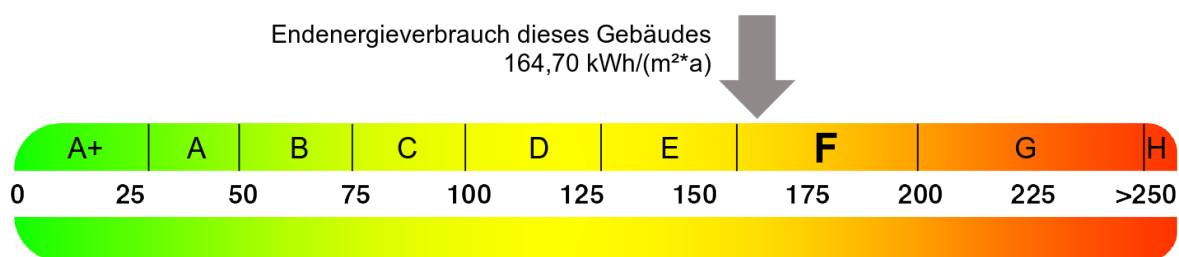 Endenergieverbrauch dieses Gebäudes
164,70 kWh/(m²*a)
A+ A B C D E F G H
0 25 50 75 100 125 150 175 200 225 >250